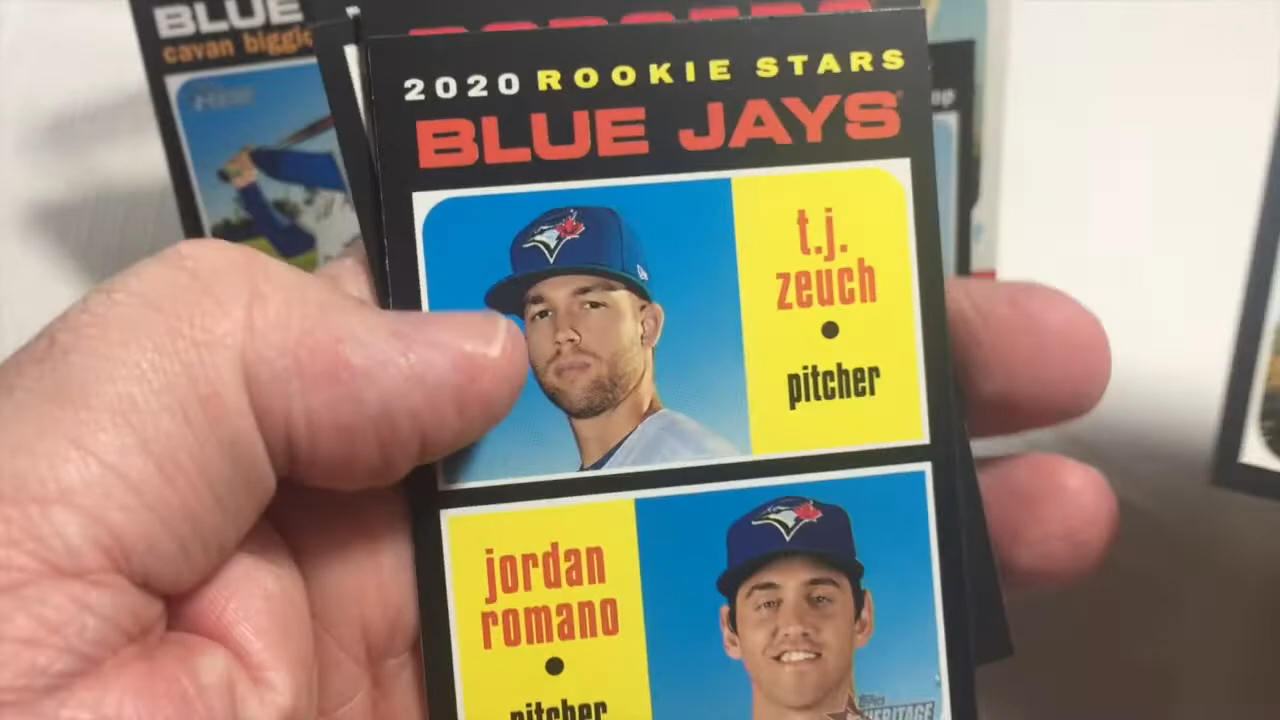 BLUE
cavan biggio
2020 ROOKIE STARS
BLUE JAYS
t.j.
zeuch
pitcher
jordan
romano
pitcher
Topps
HERITAGE